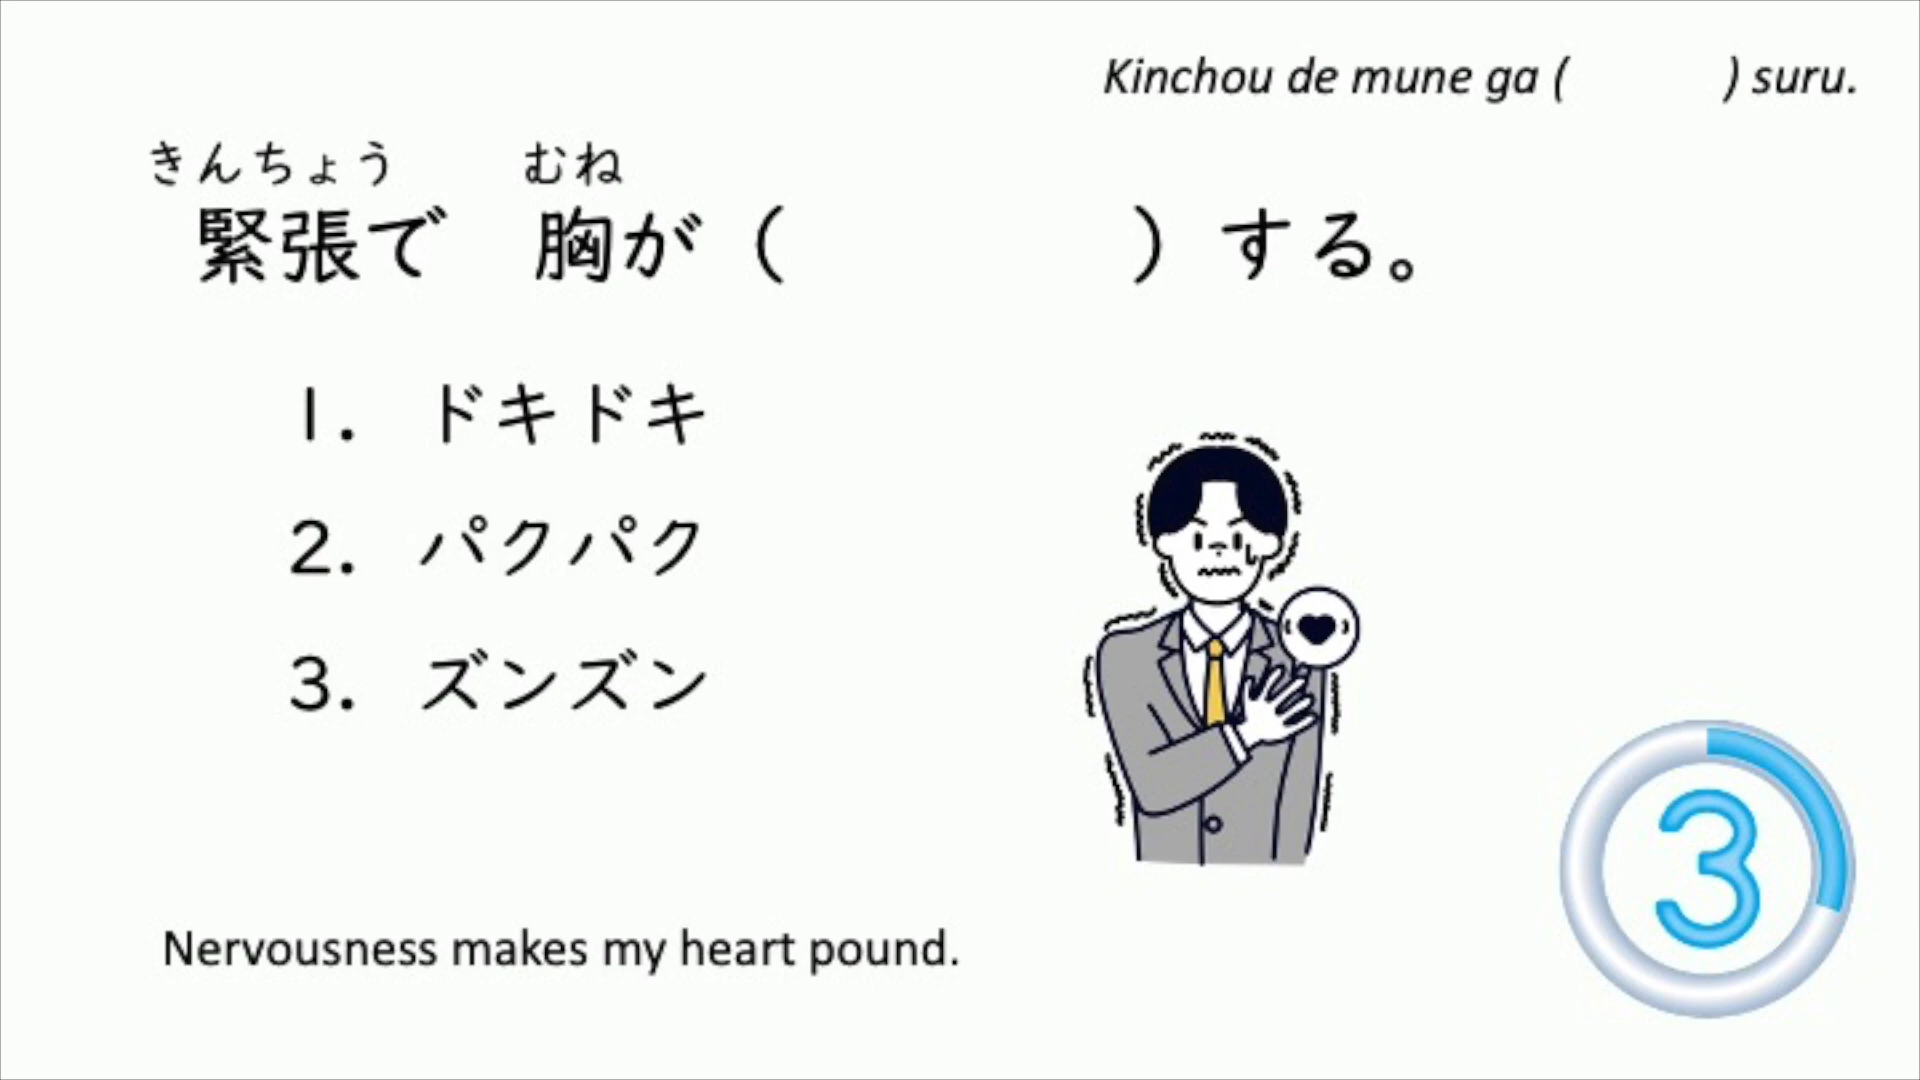 Kinchou de mune ga (          ) suru.
きんちょう　むね
緊張で　胸が（　　　　）する。
1. ドキドキ
2. パクパク
3. ズンズン
3
Nervousness makes my heart pound.